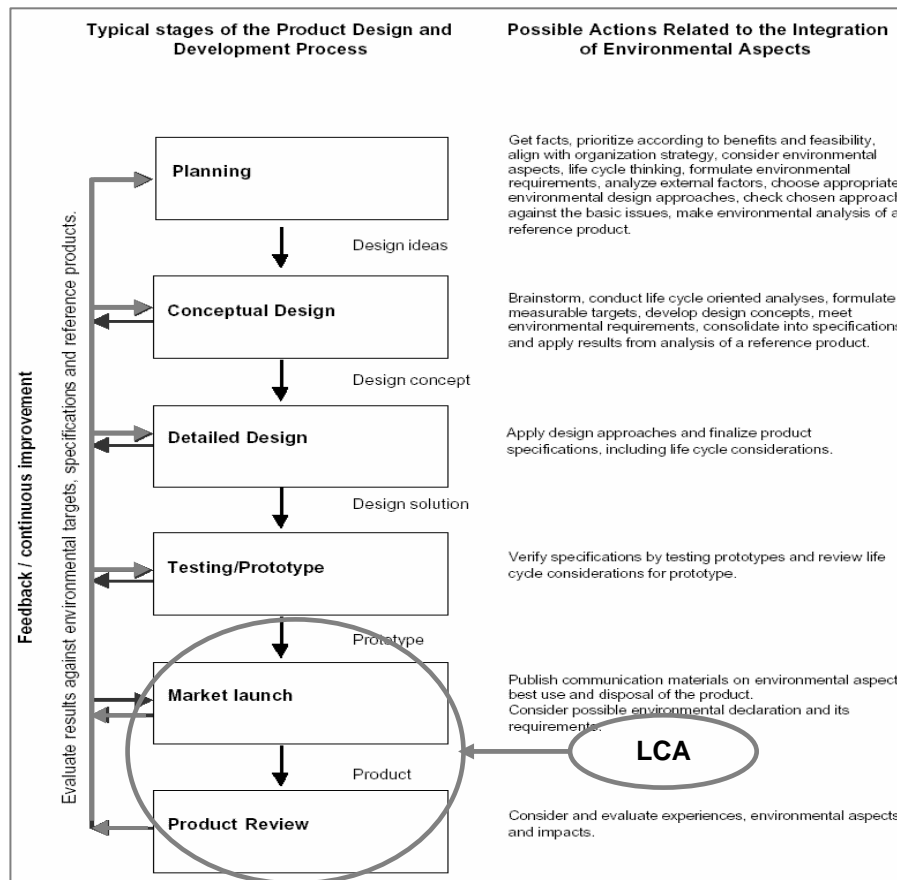 Typical stages of the Product Design and
Development Process
Possible Actions Related to the Integration
of Environmental Aspects
Feedback / continuous improvement
Evaluate results against environmental targets, specifications and reference products.
Planning
Get facts, prioritize according to benefits and feasibility,
align with organization strategy, consider environmental
aspects, life cycle thinking, formulate environmental
requirements, analyze external factors, choose appropriate
environmental design approaches, check chosen approach
against the basic issues, make environmental analysis of a
reference product.
Design ideas
Conceptual Design
Brainstorm, conduct life cycle oriented analyses, formulate
measurable targets, develop design concepts, meet
environmental requirements, consolidate into specifications
and apply results from analysis of a reference product.
Design concept
Detailed Design
Apply design approaches and finalize product
specifications, including life cycle considerations.
Design solution
Testing/Prototype
Verify specifications by testing prototypes and review life
cycle considerations for prototype.
Prototype
Market launch
Publish communication materials on environmental aspect
best use and disposal of the product.
Consider possible environmental declaration and its
requirements.
LCA
Product
Product Review
Consider and evaluate experiences, environmental aspects
and impacts.